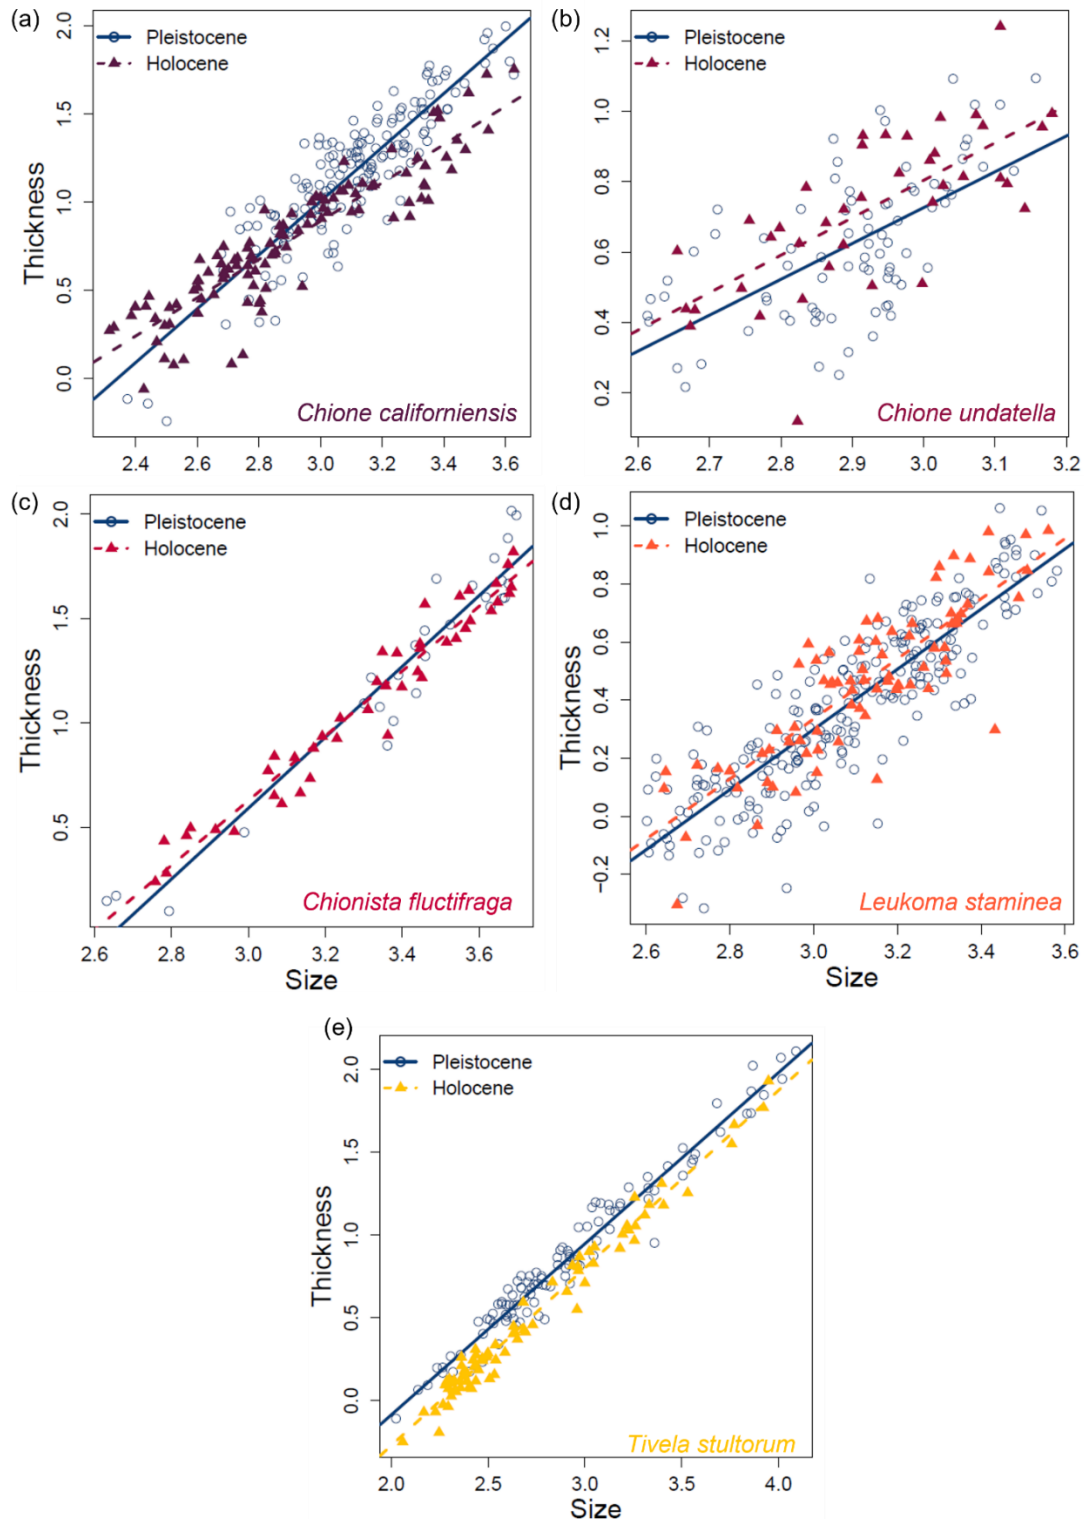 (a)
Pleistocene
Holocene
Thickness
2.0
1.5
1.0
0.5
0.0
Chione californiensis
2.4 2.6 2.8 3.0 3.2 3.4 3.6
(b)
Pleistocene
Holocene
1.2
1.0
0.8
0.6
0.4
0.2
Chione undatella
2.6 2.7 2.8 2.9 3.0 3.1 3.2
(c)
Pleistocene
Holocene
Thickness
2.0
1.5
1.0
0.5
Chionista fluctifraga
2.6 2.8 3.0 3.2 3.4 3.6
Size
(d)
Pleistocene
Holocene
Thickness
1.0
0.8
0.6
0.4
0.2
0.0
−0.2
Leukoma staminea
2.6 2.8 3.0 3.2 3.4 3.6
Size
(e)
Pleistocene
Holocene
Thickness
2.0
1.5
1.0
0.5
0.0
Tivela stultorum
2.0 2.5 3.0 3.5 4.0
Size